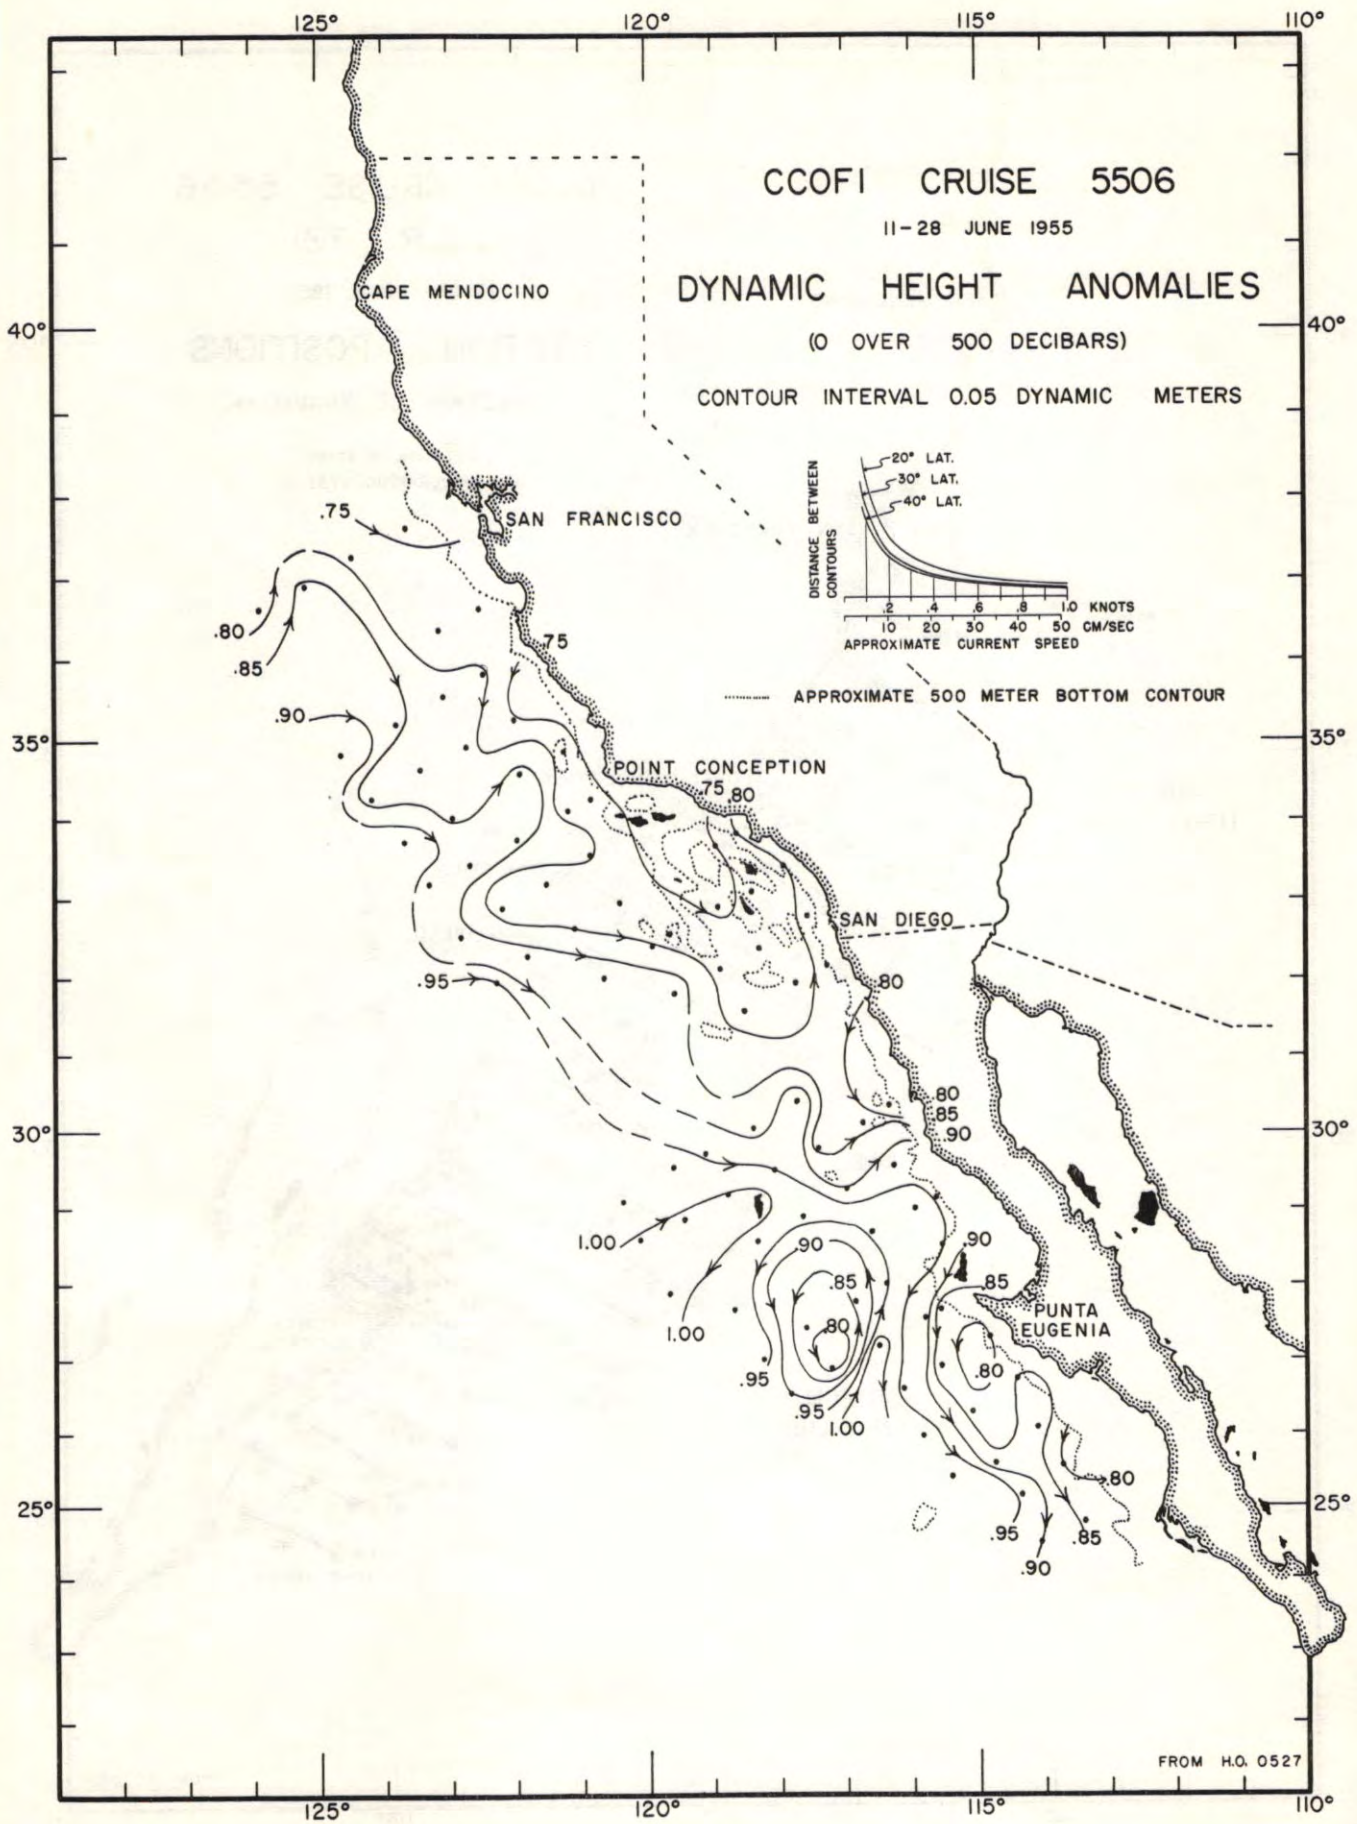 125° 120° 115° 110°
CCOFI CRUISE 5506
11-28 JUNE 1955
CAPE MENDOCINO
DYNAMIC HEIGHT ANOMALIES
40° 40°
(0 OVER 500 DECIBARS)
CONTOUR INTERVAL 0.05 DYNAMIC METERS
DISTANCE BETWEEN
CONTOURS
20° LAT.
30° LAT.
40° LAT.
.2 .4 .6 .8 1.0 KNOTS
10 20 30 40 50 CM/SEC
APPROXIMATE CURRENT SPEED
.75
SAN FRANCISCO
.80
.85
.75
APPROXIMATE 500 METER BOTTOM CONTOUR
.90
35° 35°
POINT CONCEPTION
.75 .80
SAN DIEGO
.95
.80
.80
.85
.90
30° 30°
1.00
.90
.90
.85
.85
PUNTA
EUGENIA
.80
1.00
.80
.95
.95
1.00
.80
25° 25°
.95
.85
.90
FROM H.O. 0527
125° 120° 115° 110°